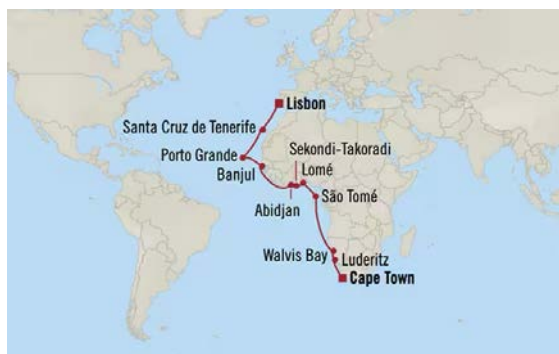 Lisbon
Santa Cruz de Tenerife
Sekondi-Takoradi
Porto Grande
Lomé
Banjul
São Tomé
Abidjan
Walvis Bay
Luderitz
Cape Town